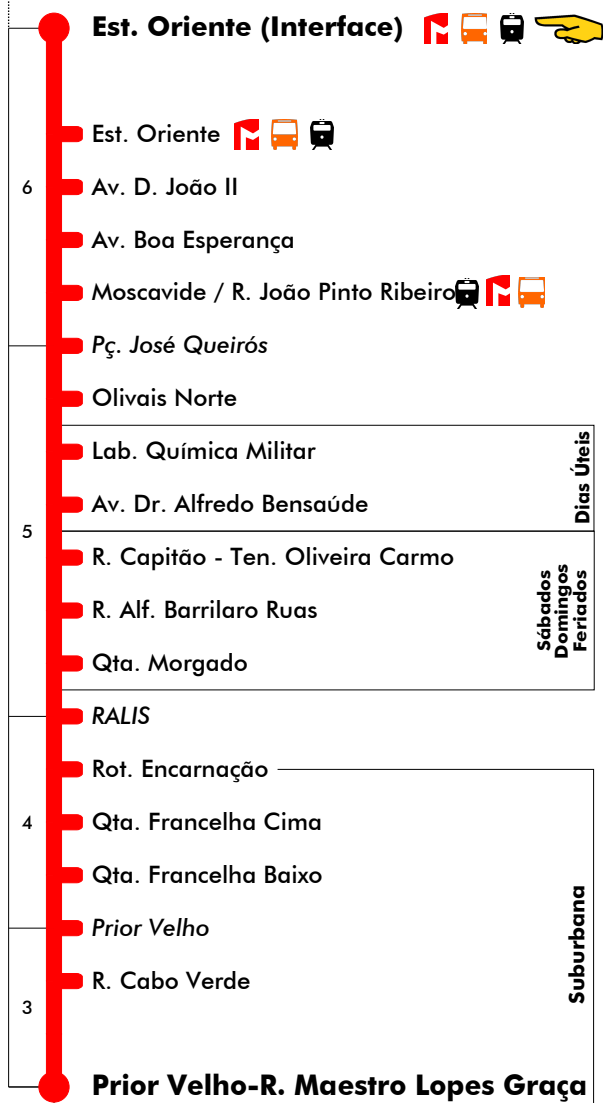 Est. Oriente (Interface)
Est. Oriente
6
Av. D. João II
Av. Boa Esperança
Moscavide / R. João Pinto Ribeiro
Pç. José Queirós
Olivais Norte
Lab. Química Militar
Av. Dr. Alfredo Bensaúde
Dias Úteis
5
R. Capitão - Ten. Oliveira Carmo
R. Alf. Barrilaro Ruas
Qta. Morgado
Sábados
Domingos
Feriados
RALIS
Rot. Encarnação
4
Qta. Francelha Cima
Qta. Francelha Baixo
Prior Velho
R. Cabo Verde
Suburbana
3
Prior Velho-R. Maestro Lopes Graça